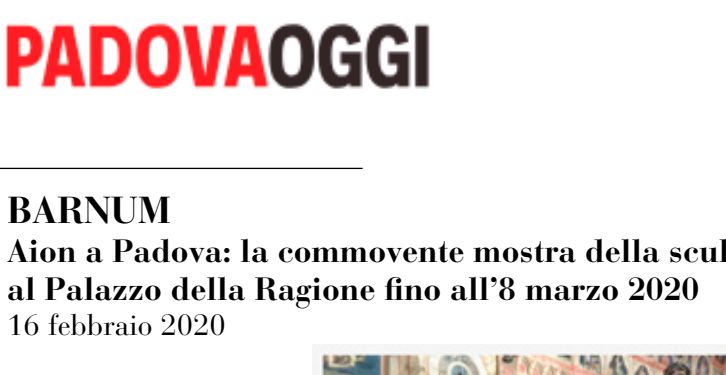 PADOVAOGGI
BARNUM
Aion a Padova: la commovente mostra della
al Palazzo della Ragione fino all’8 marzo 2020
16 febbraio 2020